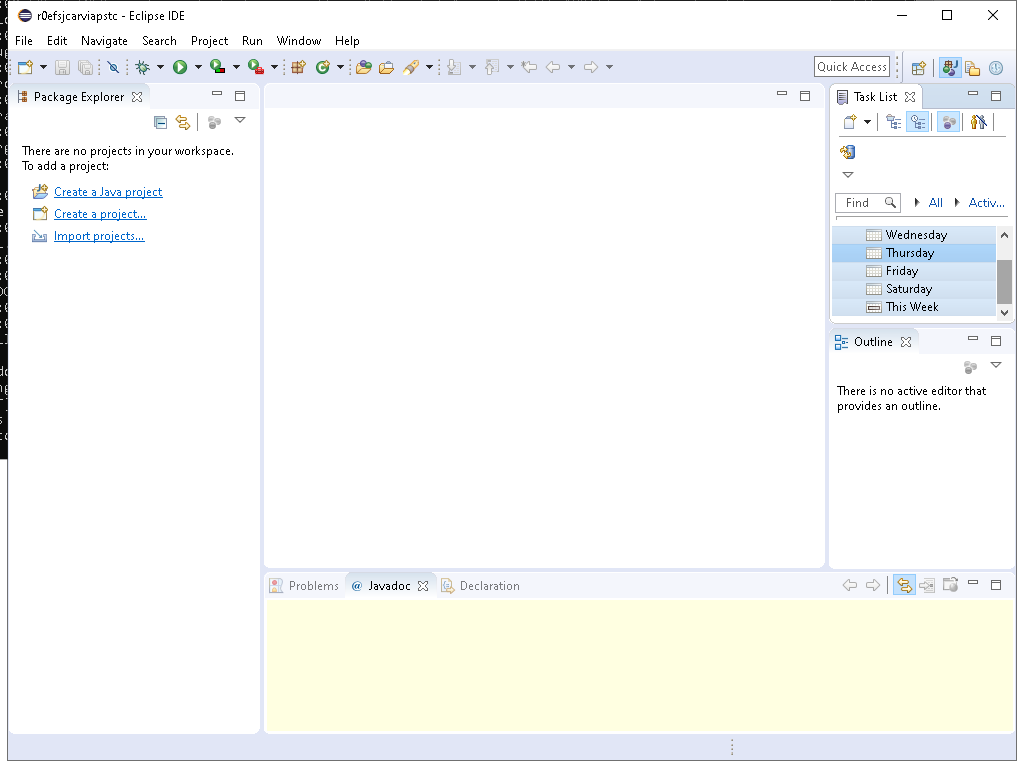 r0efsjcarviapstc - Eclipse IDE
File Edit Navigate Search Project Run Window Help
Quick Access
Package Explorer
Task List
There are no projects in your workspace.
To add a project:
Create a Java project
Create a project...
Import projects...
Find All Activ...
Wednesday
Thursday
Friday
Saturday
This Week
Outline
There is no active editor that
provides an outline.
Problems @ Javadoc Declaration